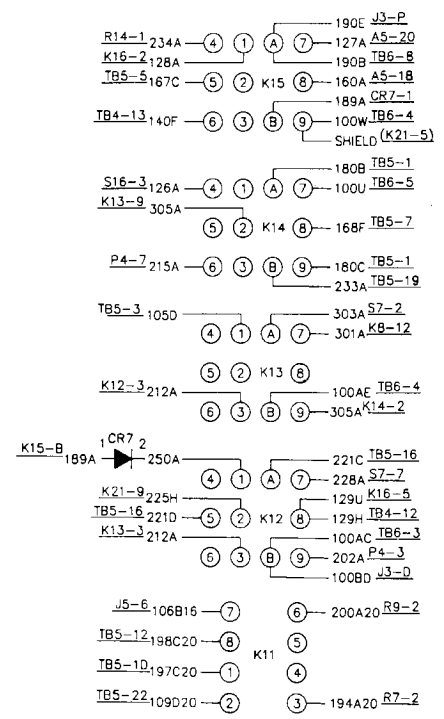 190E J3-P
R14-1 234A 4 1 A 7 127A A5-20
K16-2 128A 190B TB6-8
TB5-5 167C 5 2 K15 8 160A A5-18
189A CR7-1
TB4-13 140F 6 3 B 9 100W TB6-4
SHIELD (K21-5)
180B TB5-1
S16-3 126A 4 1 A 7 100U TB6-5
K13-9 305A
5 2 K14 8 168F TB5-7
P4-7 215A 6 3 B 9 180C TB5-1
233A TB5-19
TB5-3 105D 303A S7-2
4 1 A 7 301A K8-12
5 2 K13 8
K12-3 212A 100AE TB6-4
6 3 B 9 305A K14-2
K15-B 189A 1 CR7 2 250A 221C TB5-16
4 1 A 7 228A S7-7
K21-9 225H 129U K16-5
TB5-16 221D 5 2 K12 8 129H TB4-12
K13-3 212A 100AC TB6-3
6 3 B 9 202A P4-3
100BD J3-D
J5-6 106B16 7 6 200A20 R9-2
TB5-12 198C20 8 5
K11
TB5-1D 197C20 1 4
TB5-22 109D20 2 3 194A20 R7-2